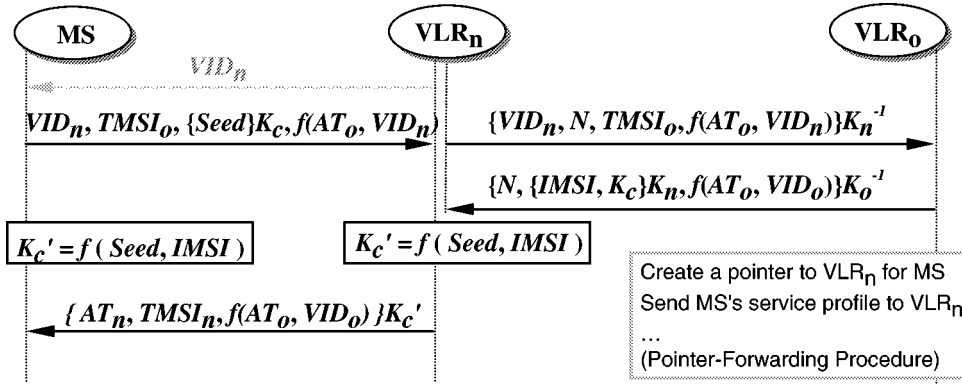 MS VLRn VLRo
VIDn
VIDn, TMSIo, {Seed}Kc, f(ATo, VIDn)
{VIDn, N, TMSIo, f(ATo, VIDn)}Kn^-1
{N, {IMSI, Kc}Kn, f(ATo, VIDo)}Ko^-1
Kc' = f ( Seed, IMSI )
Kc' = f ( Seed, IMSI )
{ ATn, TMSIn, f(ATo, VIDo) }Kc'
Create a pointer to VLRn for MS
Send MS's service profile to VLRn
...
(Pointer-Forwarding Procedure)